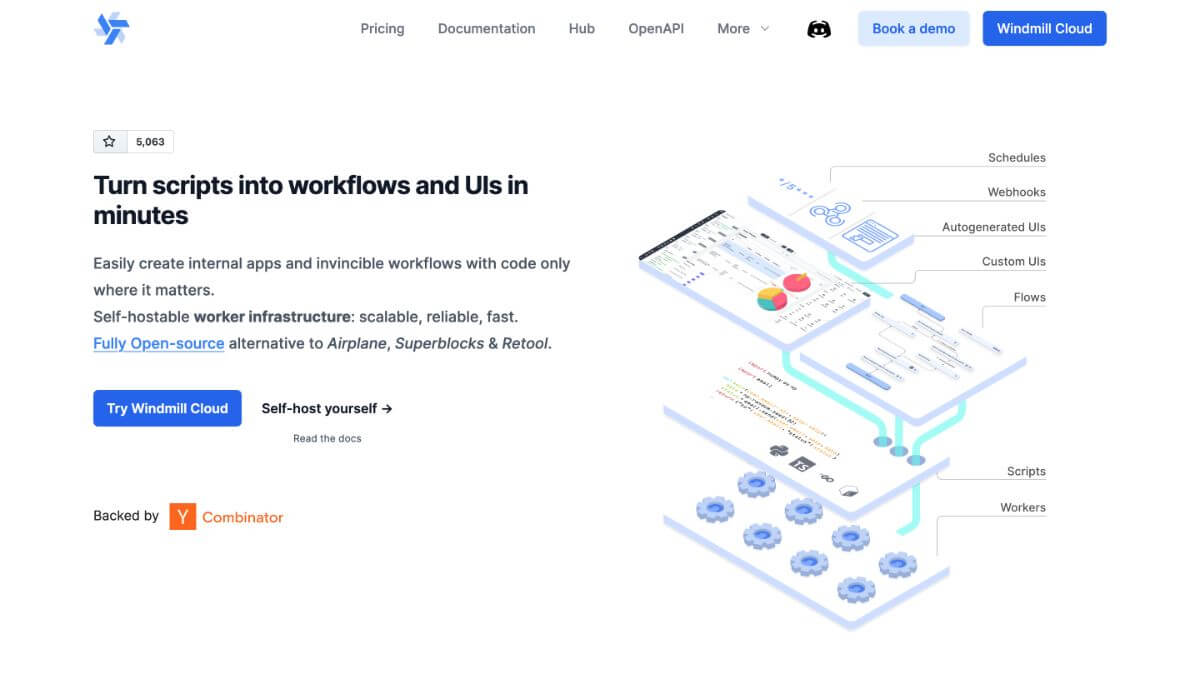 Pricing Documentation Hub OpenAPI More Book a demo Windmill Cloud
5,063
Turn scripts into workflows and UIs in
minutes
Easily create internal apps and invincible workflows with code only
where it matters.
Self-hostable worker infrastructure: scalable, reliable, fast.
Fully Open-source alternative to Airplane, Superblocks & Retool.
Try Windmill Cloud
Self-host yourself →
Read the docs
Backed by Y Combinator
Schedules
Webhooks
Autogenerated UIs
Custom UIs
Flows
Scripts
Workers
*/5***
TS